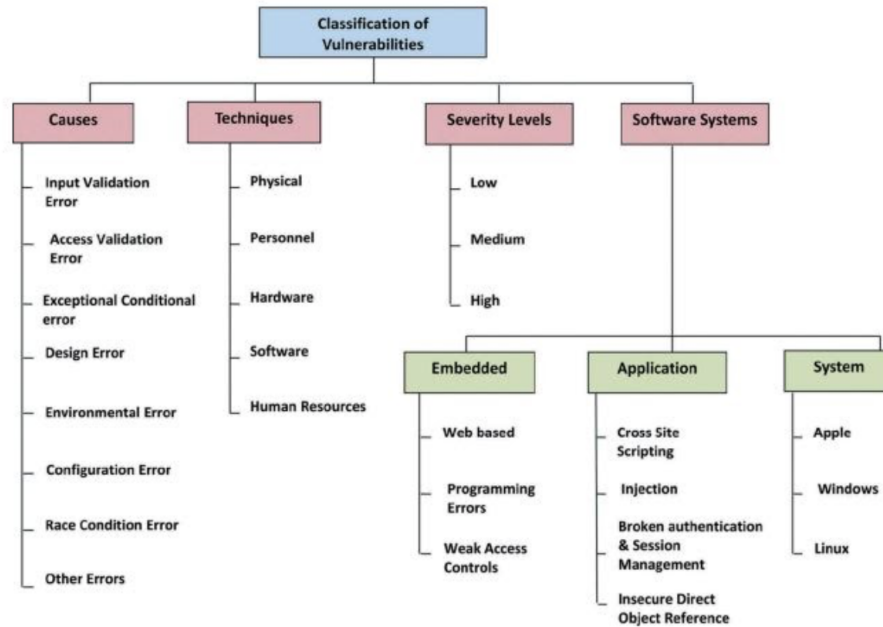 Classification of
Vulnerabilities
Causes
Techniques
Severity Levels
Software Systems
Input Validation
Error
Access Validation
Error
Exceptional Conditional
error
Design Error
Environmental Error
Configuration Error
Race Condition Error
Other Errors
Physical
Personnel
Hardware
Software
Human Resources
Low
Medium
High
Embedded
Application
System
Web based
Programming
Errors
Weak Access
Controls
Cross Site
Scripting
Injection
Broken authentication
& Session
Management
Insecure Direct
Object Reference
Apple
Windows
Linux